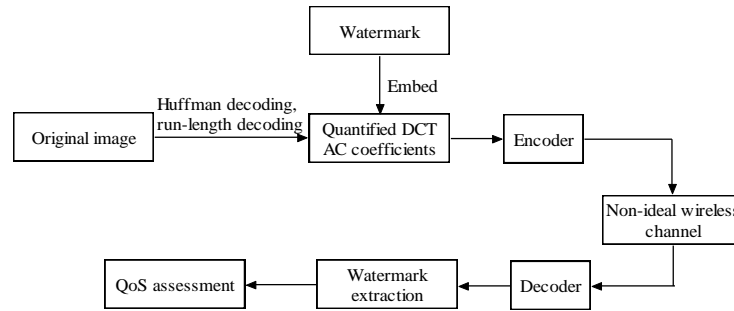 Watermark
Embed
Huffman decoding,
run-length decoding
Original image
Quantified DCT
AC coefficients
Encoder
Non-ideal wireless
channel
QoS assessment
Watermark
extraction
Decoder